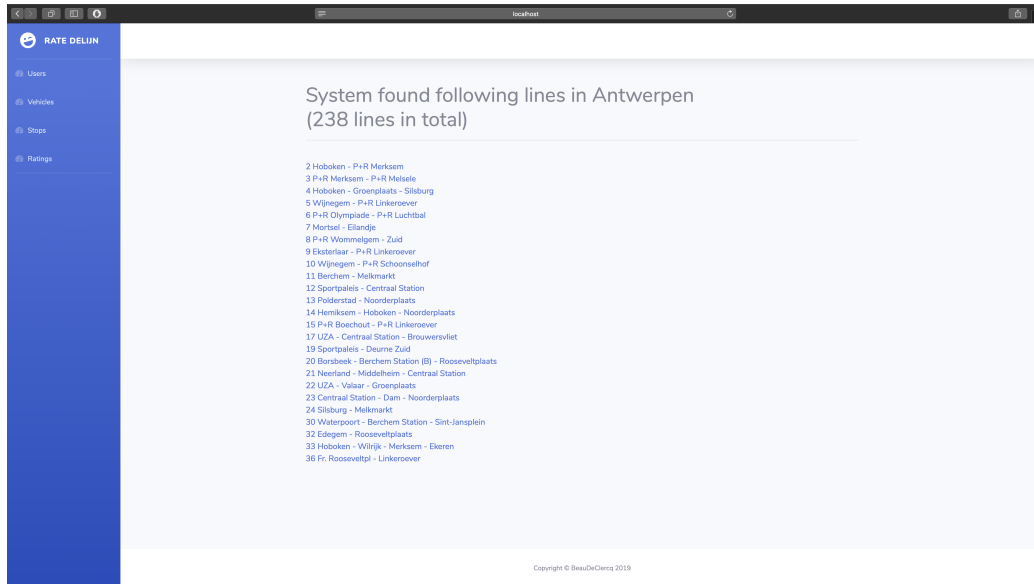 localhost
RATE DELIJN
Users
Vehicles
Stops
Ratings
System found following lines in Antwerpen
(238 lines in total)
2 Hoboken - P+R Merksem
3 P+R Merksem - P+R Melsele
4 Hoboken - Groenplaats - Silsburg
5 Wijnegem - P+R Linkeroever
6 P+R Olympiade - P+R Luchtbal
7 Mortsel - Eilandje
8 P+R Wommelgem - Zuid
9 Eksterlaar - P+R Linkeroever
10 Wijnegem - P+R Schoonselhof
11 Berchem - Melkmarkt
12 Sportpaleis - Centraal Station
13 Polderstad - Noorderplaats
14 Hemiksem - Hoboken - Noorderplaats
15 P+R Boechout - P+R Linkeroever
17 UZA - Centraal Station - Brouwersvliet
19 Sportpaleis - Deurne Zuid
20 Borsbeek - Berchem Station (B) - Rooseveltplaats
21 Neerland - Middelheim - Centraal Station
22 UZA - Valaar - Groenplaats
23 Centraal Station - Dam - Noorderplaats
24 Silsburg - Melkmarkt
30 Waterpoort - Berchem Station - Sint-Jansplein
32 Edegem - Rooseveltplaats
33 Hoboken - Wilrijk - Merksem - Ekeren
36 Fr. Rooseveltpl - Linkeroever
Copyright © BeauDeClercq 2019